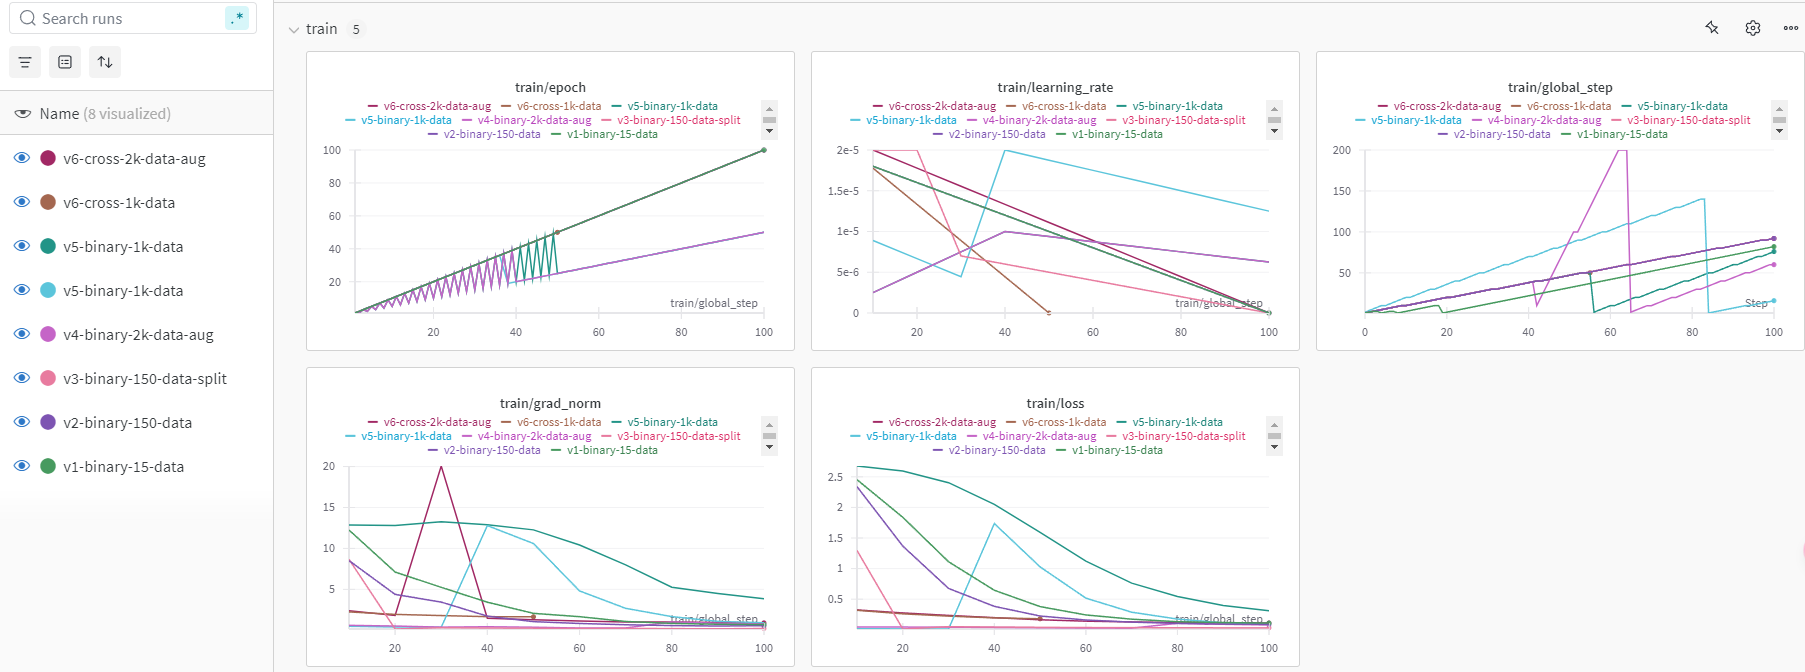 Search runs
.*
Name (8 visualized)
v6-cross-2k-data-aug
v6-cross-1k-data
v5-binary-1k-data
v5-binary-1k-data
v4-binary-2k-data-aug
v3-binary-150-data-split
v2-binary-150-data
v1-binary-15-data
train 5
train/epoch
v6-cross-2k-data-aug v6-cross-1k-data v5-binary-1k-data
v5-binary-1k-data v4-binary-2k-data-aug v3-binary-150-data-split
v2-binary-150-data v1-binary-15-data
100
80
60
40
20
train/global_step
20 40 60 80 100
train/learning_rate
v6-cross-2k-data-aug v6-cross-1k-data v5-binary-1k-data
v5-binary-1k-data v4-binary-2k-data-aug v3-binary-150-data-split
v2-binary-150-data v1-binary-15-data
2e-5
1.5e-5
1e-5
5e-6
0
train/global_step
20 40 60 80 100
train/global_step
v6-cross-2k-data-aug v6-cross-1k-data v5-binary-1k-data
v5-binary-1k-data v4-binary-2k-data-aug v3-binary-150-data-split
v2-binary-150-data v1-binary-15-data
200
150
100
50
Step
0 20 40 60 80 100
train/grad_norm
v6-cross-2k-data-aug v6-cross-1k-data v5-binary-1k-data
v5-binary-1k-data v4-binary-2k-data-aug v3-binary-150-data-split
v2-binary-150-data v1-binary-15-data
20
15
10
5
train/global_step
20 40 60 80 100
train/loss
v6-cross-2k-data-aug v6-cross-1k-data v5-binary-1k-data
v5-binary-1k-data v4-binary-2k-data-aug v3-binary-150-data-split
v2-binary-150-data v1-binary-15-data
2.5
2
1.5
1
0.5
train/global_step
20 40 60 80 100